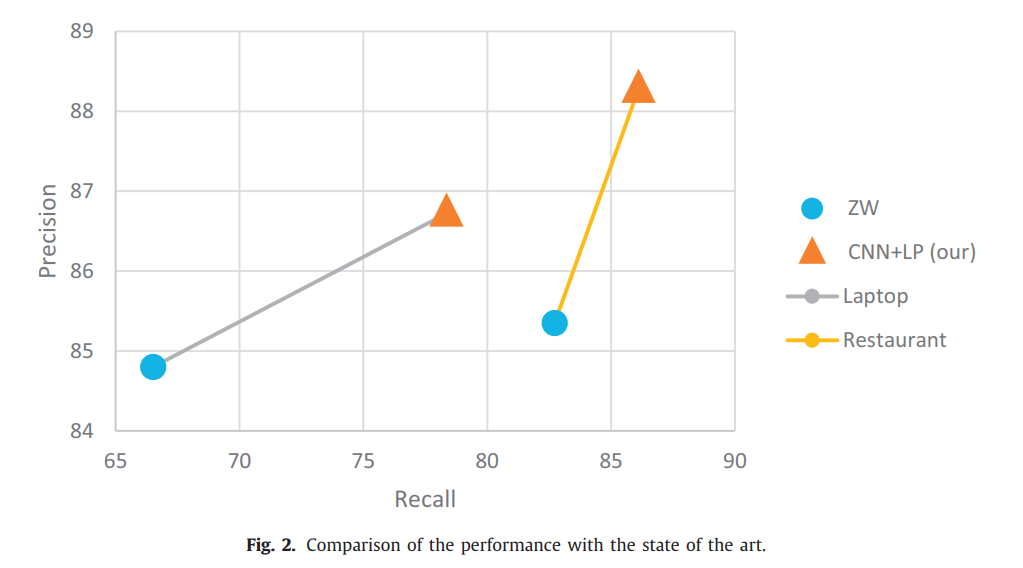 89
88
87
86
85
84
Precision
65 70 75 80 85 90
Recall
ZW
CNN+LP (our)
Laptop
Restaurant
Fig. 2. Comparison of the performance with the state of the art.